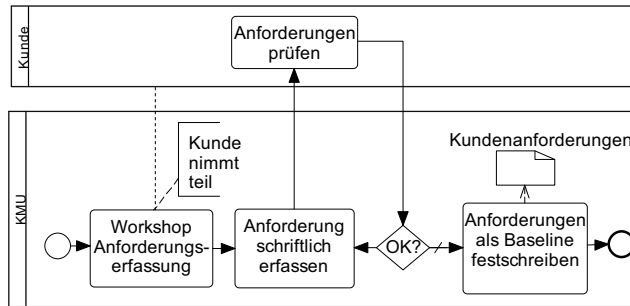 Kunde
Anforderungen
prüfen
KMU
Kunde
nimmt
teil
Kundenanforderungen
Workshop
Anforderungs-
erfassung
Anforderung
schriftlich
erfassen
OK?
Anforderungen
als Baseline
festschreiben